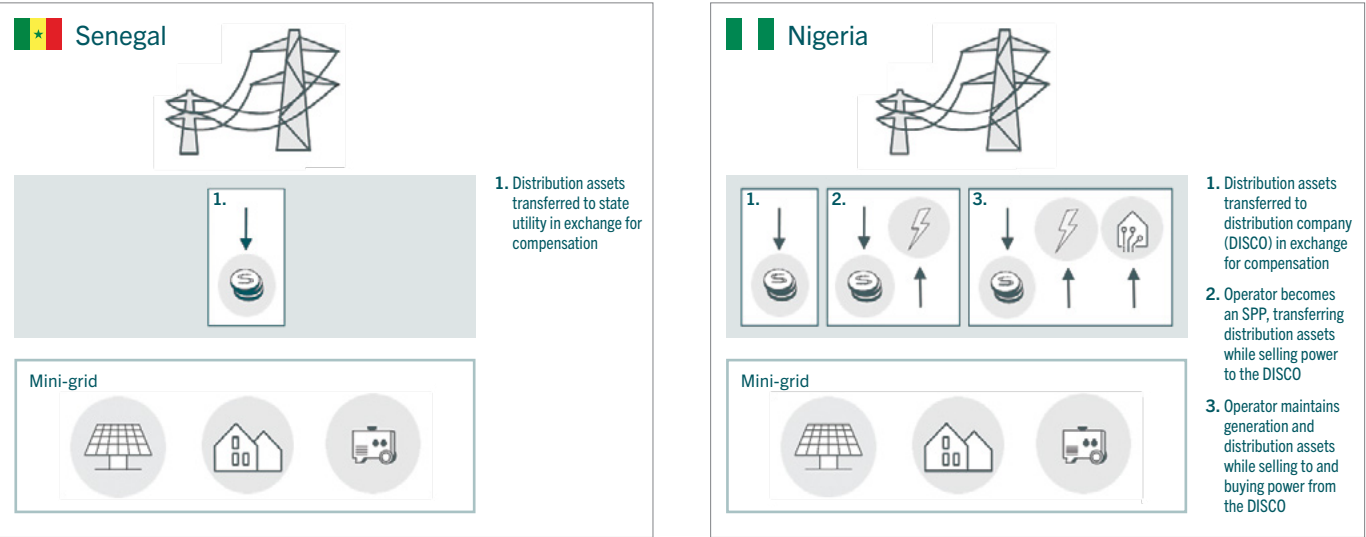 Senegal
1.
1. Distribution assets
transferred to state
utility in exchange for
compensation
Mini-grid
Nigeria
1.
2.
3.
1. Distribution assets
transferred to
distribution company
(DISCO) in exchange
for compensation
2. Operator becomes
an SPP, transferring
distribution assets
while selling power
to the DISCO
3. Operator maintains
generation and
distribution assets
while selling to and
buying power from
the DISCO
Mini-grid